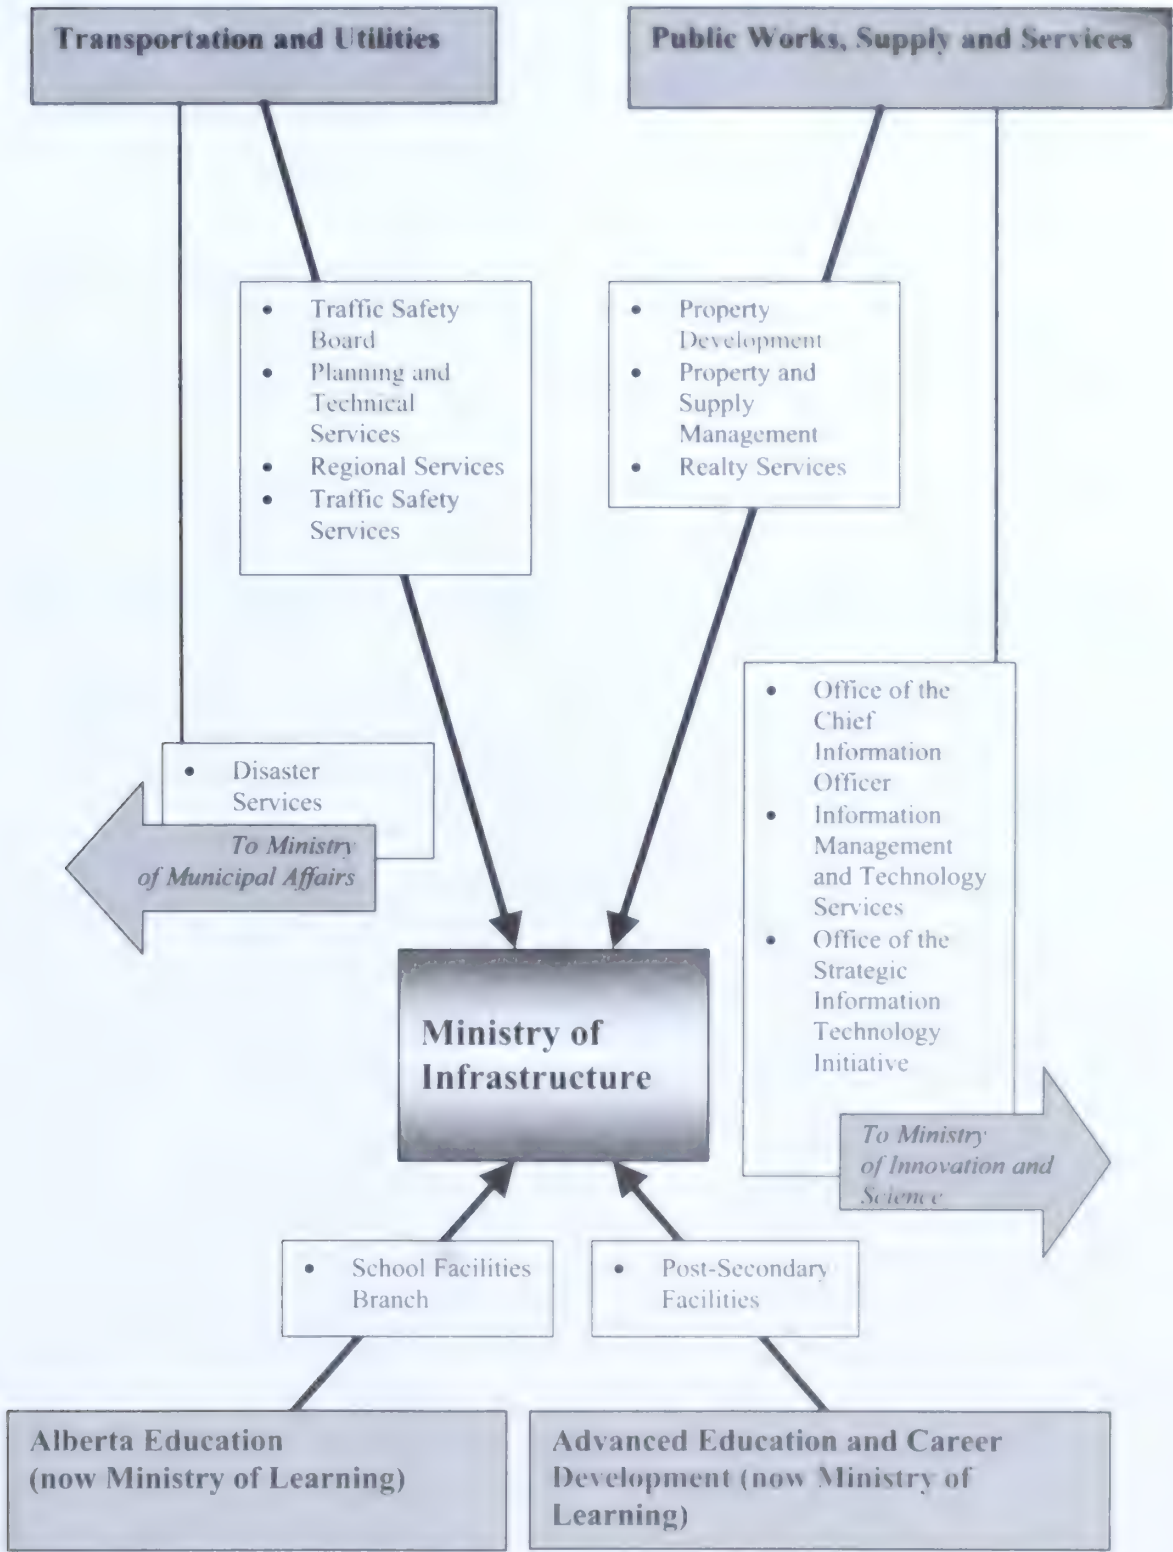 Transportation and Utilities
Public Works, Supply and Services
• Traffic Safety
Board
• Planning and
Technical
Services
• Regional Services
• Traffic Safety
Services
• Property
Development
• Property and
Supply
Management
• Realty Services
• Disaster
Services
To Ministry
of Municipal Affairs
• Office of the
Chief
Information
Officer
• Information
Management
and Technology
Services
• Office of the
Strategic
Information
Technology
Initiative
To Ministry
of Innovation and
Science
Ministry of
Infrastructure
• School Facilities
Branch
• Post-Secondary
Facilities
Alberta Education
(now Ministry of Learning)
Advanced Education and Career
Development (now Ministry of
Learning)